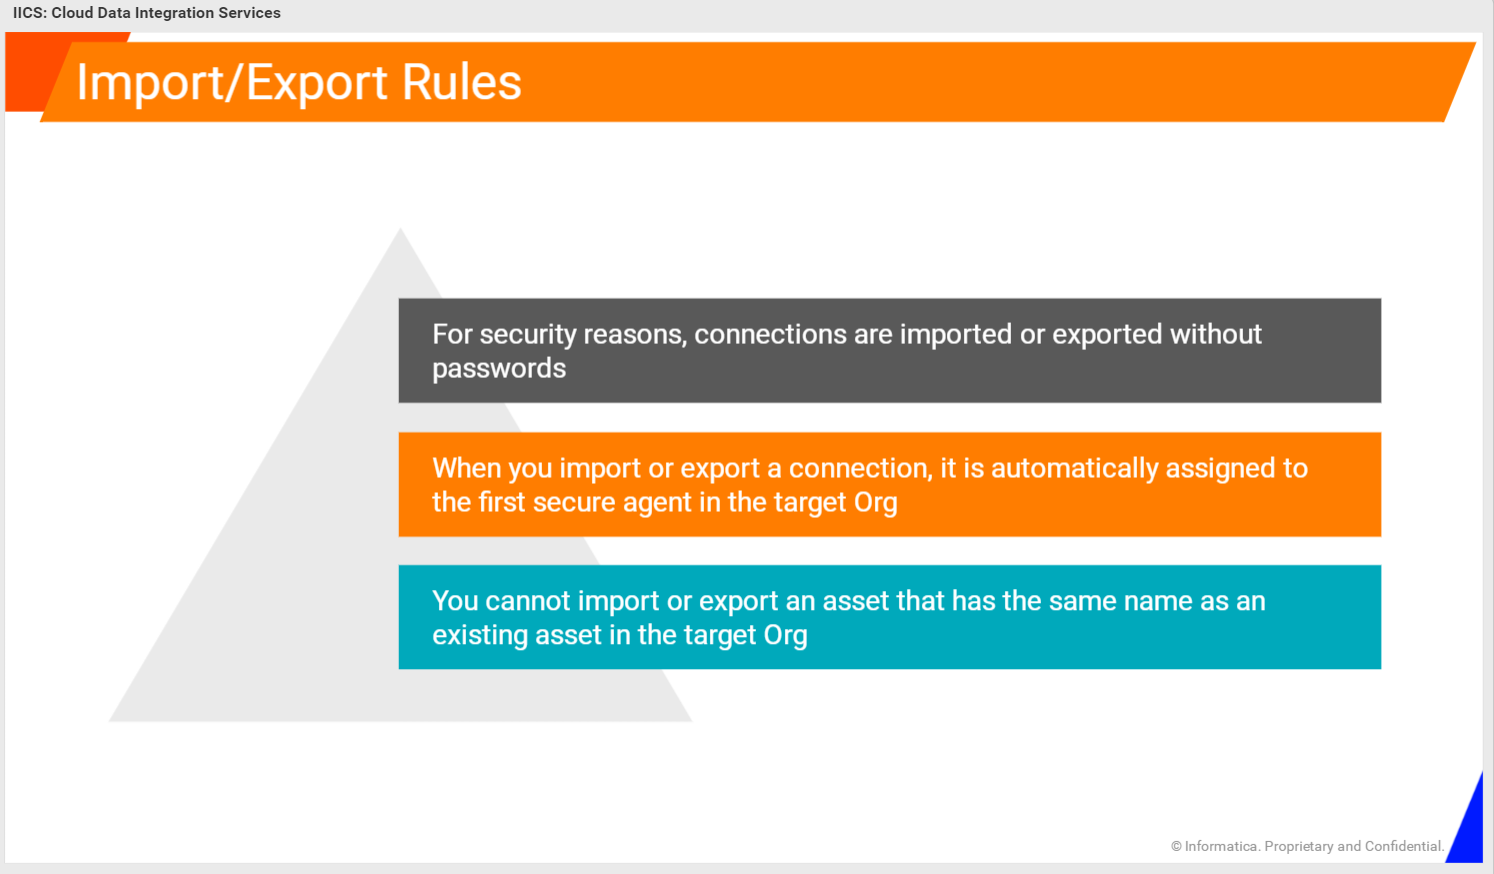 IICS: Cloud Data Integration Services
Import/Export Rules
For security reasons, connections are imported or exported without
passwords
When you import or export a connection, it is automatically assigned to
the first secure agent in the target Org
You cannot import or export an asset that has the same name as an
existing asset in the target Org
© Informatica. Proprietary and Confidential.